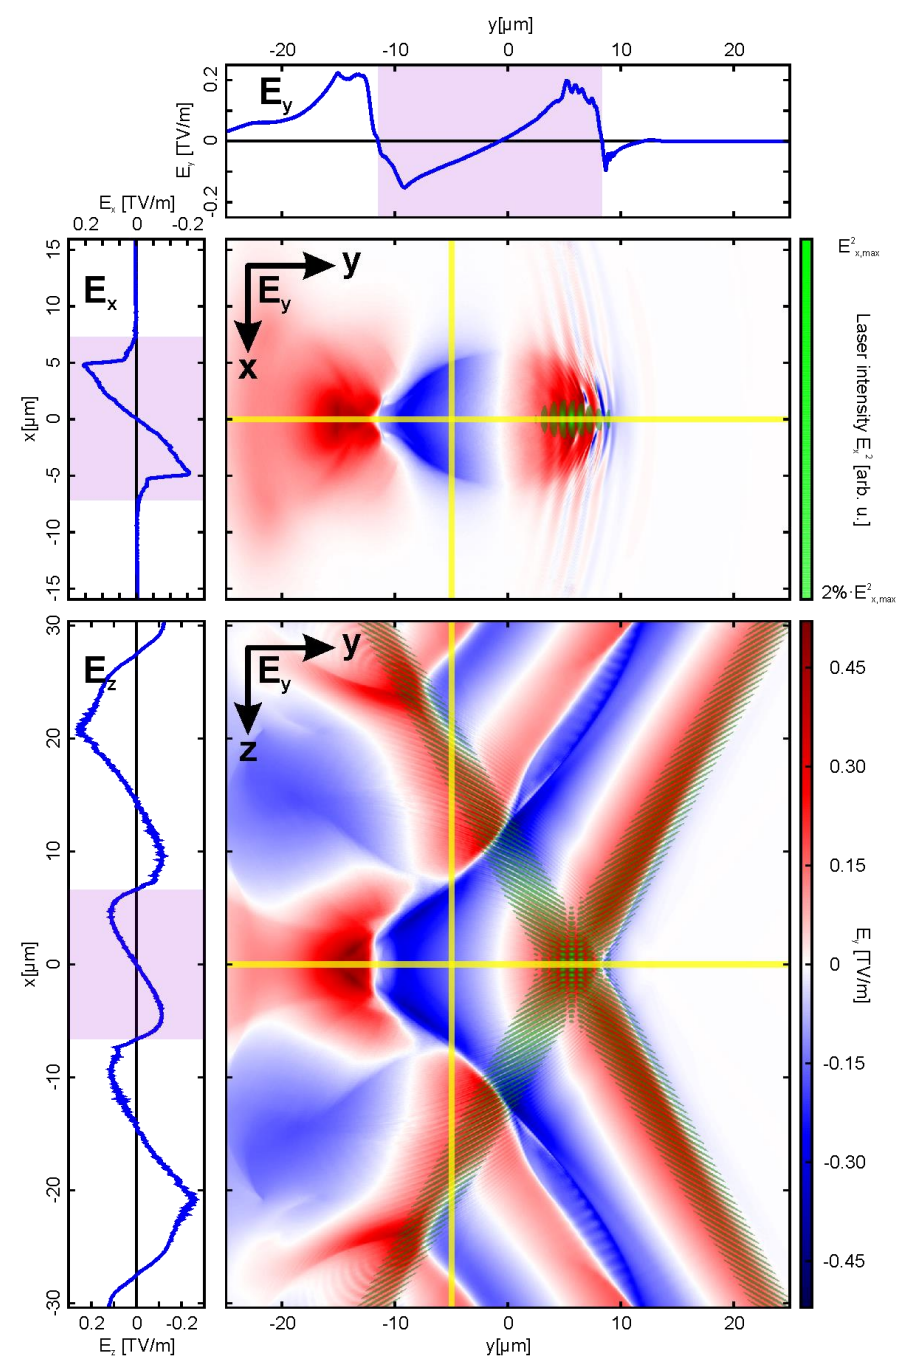 y[μm]
-20 -10 0 10 20
E_y
E_y [TV/m]
0.2
0
-0.2
E_x [TV/m]
0.2 0 -0.2
E_x
x[μm]
15
10
5
0
-5
-10
-15
y
E_y
x
E²_x,max
Laser intensity E_x² [arb. u.]
2%·E²_x,max
E_z
x[μm]
30
20
10
0
-10
-20
-30
0.2 0 -0.2
E_z [TV/m]
y
E_y
z
-20 -10 0 10 20
y[μm]
0.45
0.30
0.15
0
-0.15
-0.30
-0.45
E_y [TV/m]